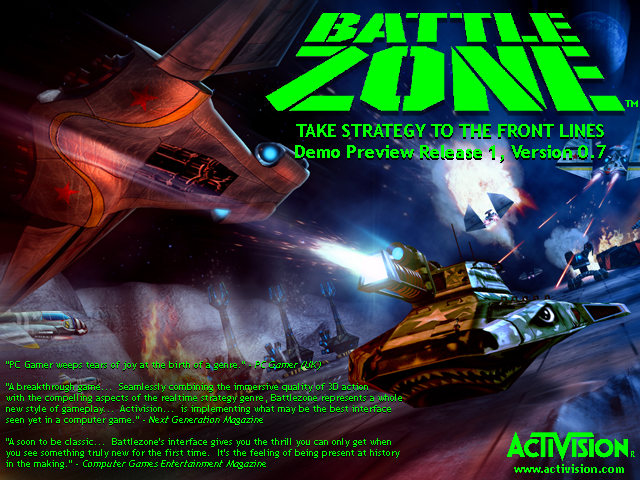 BATTLE
ZONE™
TAKE STRATEGY TO THE FRONT LINES
Demo Preview Release 1, Version 0.7
"PC Gamer weeps tears of joy at the birth of a genre." - PC Gamer (UK)
"A breakthrough game... Seamlessly combining the immersive quality of 3D action
with the compelling aspects of the realtime strategy genre, Battlezone represents a whole
new style of gameplay... Activision... is implementing what may be the best interface
seen yet in a computer game." - Next Generation Magazine
"A soon to be classic... Battlezone's interface gives you the thrill you can only get when
you see something truly new for the first time. It's the feeling of being present at history
in the making." - Computer Games Entertainment Magazine
ACTIVISION®
www.activision.com